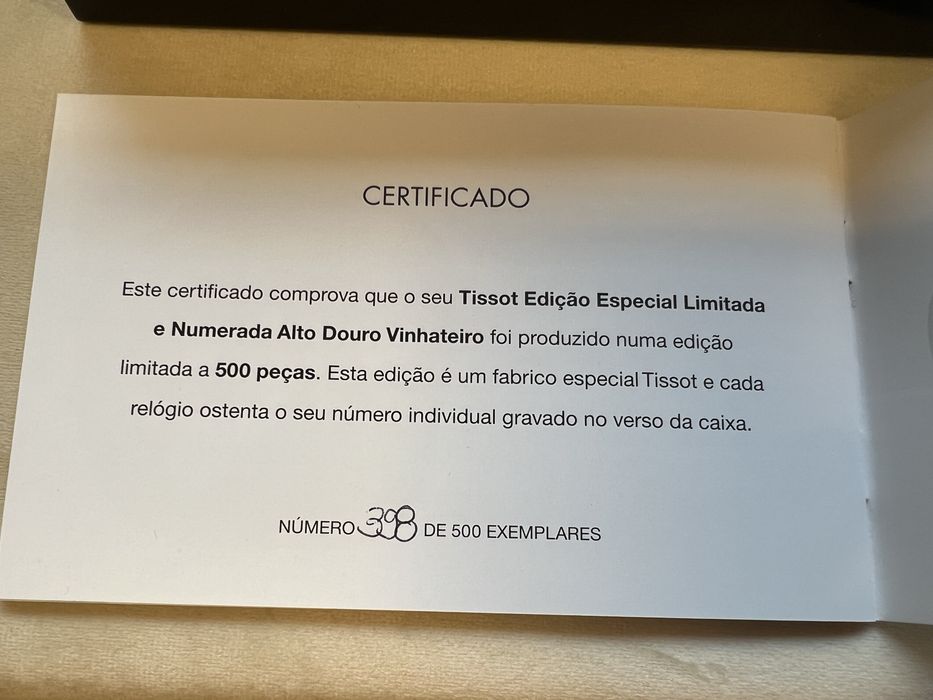 CERTIFICADO
Este certificado comprova que o seu Tissot Edição Especial Limitada
e Numerada Alto Douro Vinhateiro foi produzido numa edição
limitada a 500 peças. Esta edição é um fabrico especial Tissot e cada
relógio ostenta o seu número individual gravado no verso da caixa.
NÚMERO 398 DE 500 EXEMPLARES